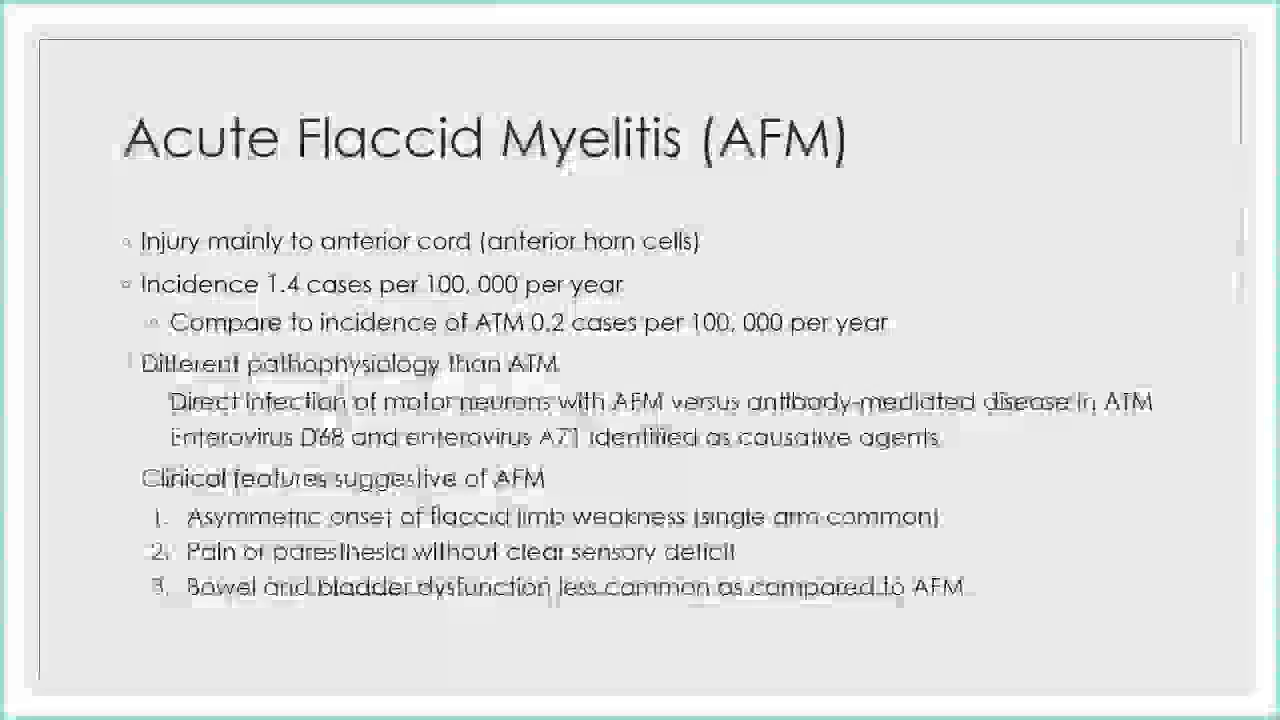 Acute Flaccid Myelitis (AFM)
Injury mainly to anterior cord (anterior horn cells)
Incidence 1.4 cases per 100, 000 per year
Compare to incidence of ATM 0.2 cases per 100, 000 per year
Different pathophysiology than ATM
Direct infection of motor neurons with AFM versus antibody-mediated disease in ATM
Enterovirus D68 and enterovirus A71 identified as causative agents
Clinical features suggestive of AFM
1. Asymmetric onset of flaccid limb weakness (single arm common)
2. Pain or paresthesia without clear sensory deficit
3. Bowel and bladder dysfunction less common as compared to AFM